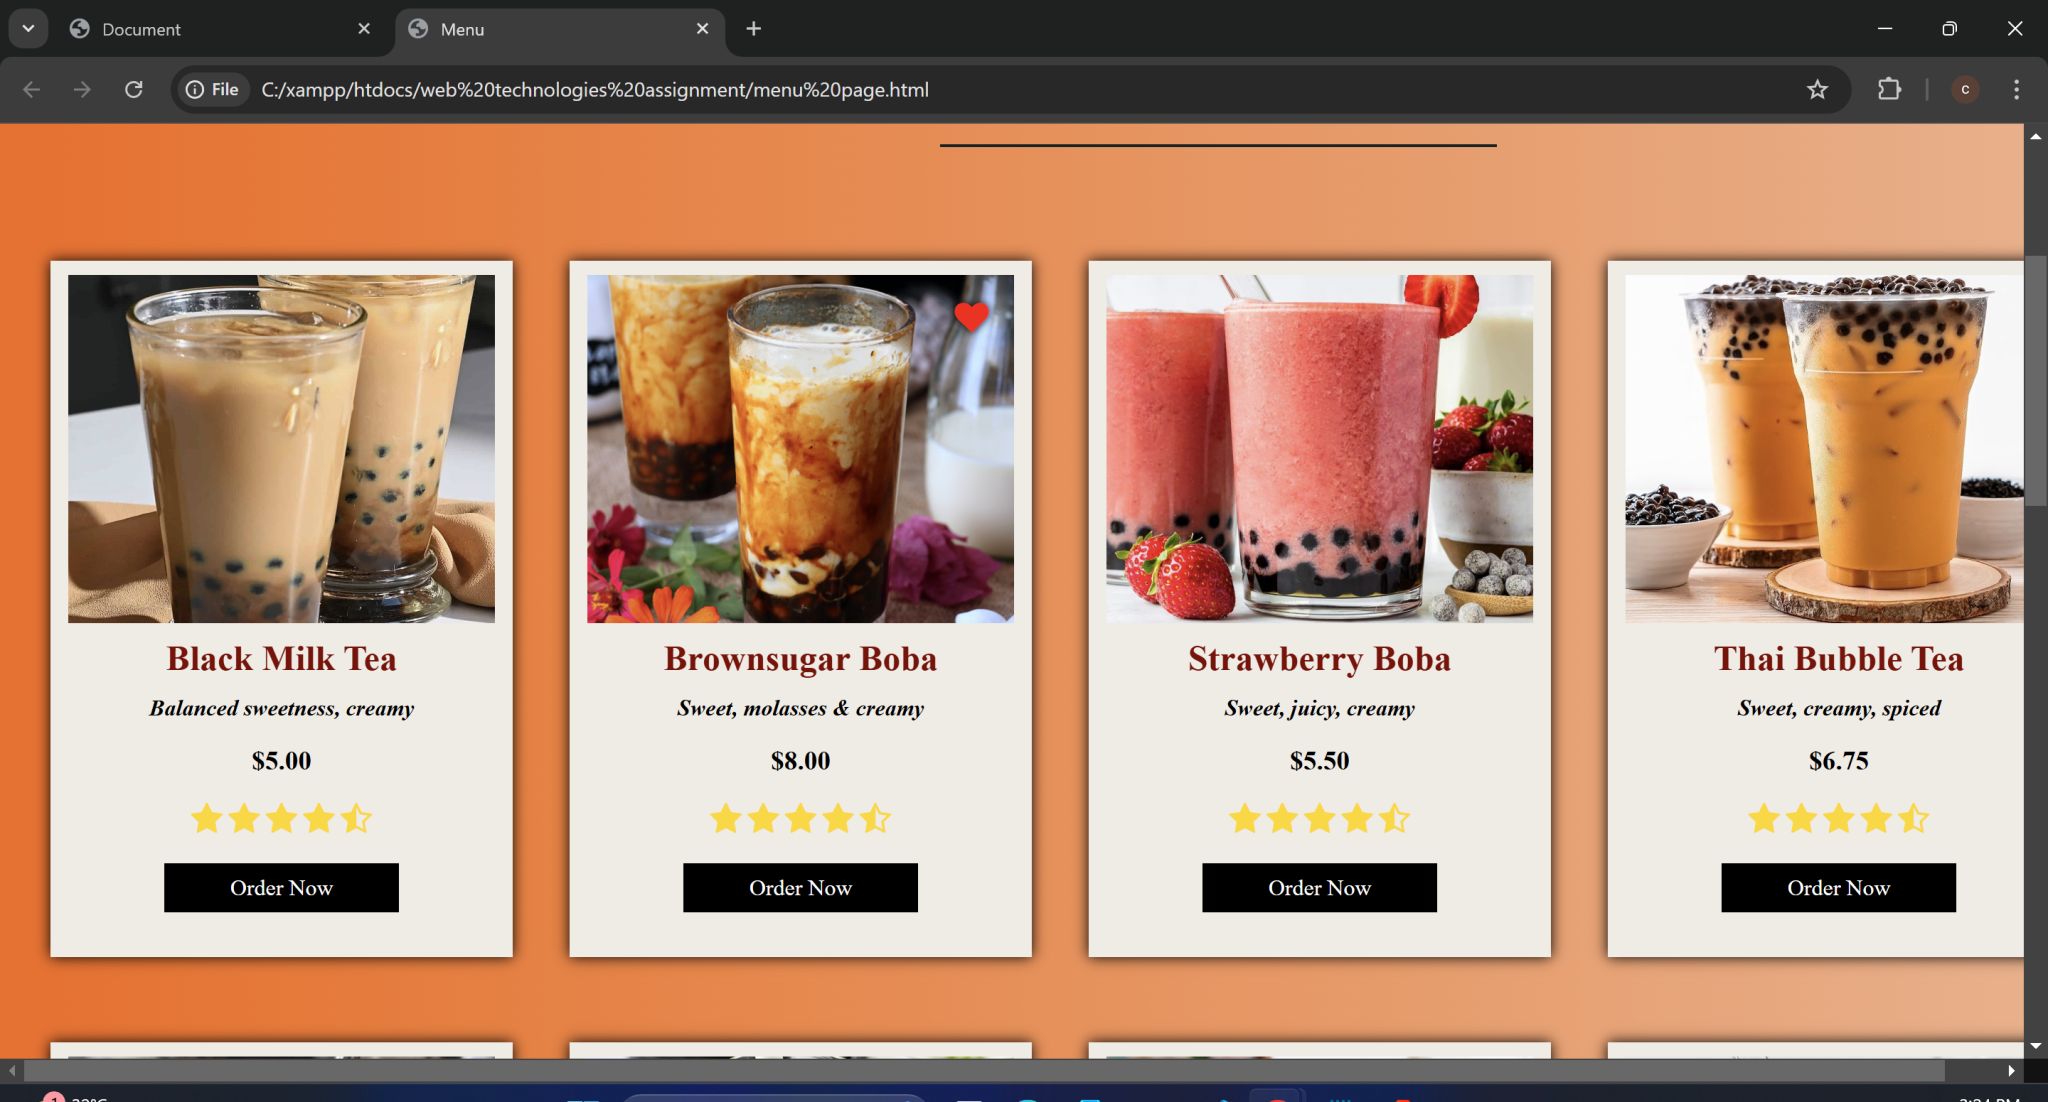 Document
Menu
File
C:/xampp/htdocs/web%20technologies%20assignment/menu%20page.html
c
Black Milk Tea
Brownsugar Boba
Strawberry Boba
Thai Bubble Tea
Balanced sweetness, creamy
Sweet, molasses & creamy
Sweet, juicy, creamy
Sweet, creamy, spiced
$5.00
$8.00
$5.50
$6.75
Order Now
Order Now
Order Now
Order Now